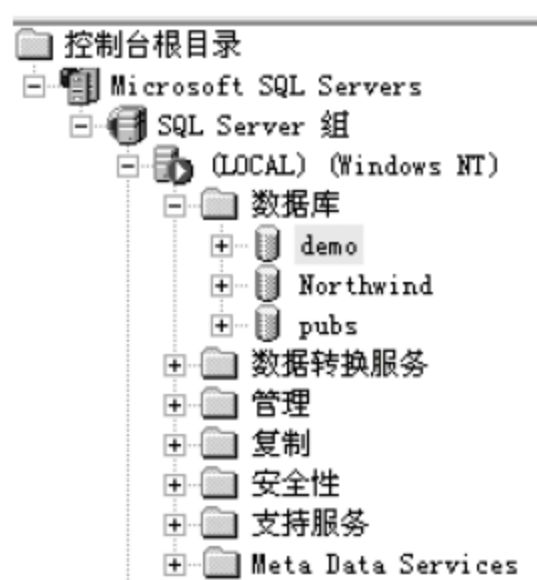 控制台根目录
Microsoft SQL Servers
SQL Server 组
(LOCAL) (Windows NT)
数据库
demo
Northwind
pubs
数据转换服务
管理
复制
安全性
支持服务
Meta Data Services